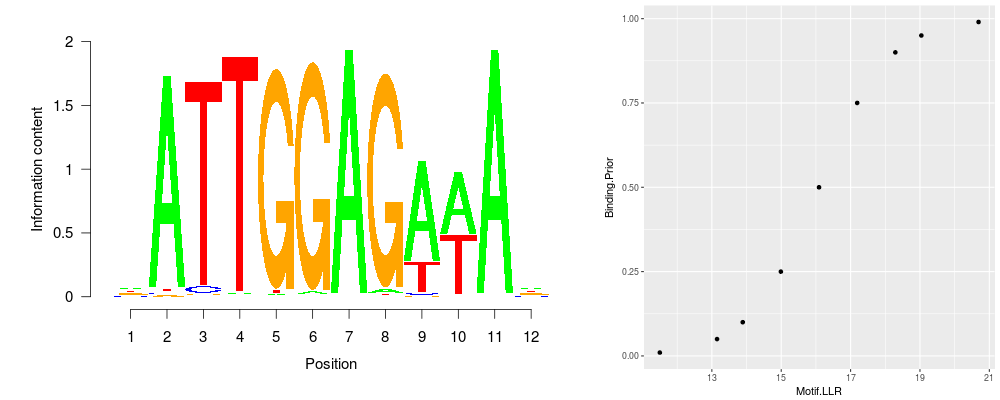 2
1.5
1
0.5
0
Information content
ATTGGAGAAA
TT
1 2 3 4 5 6 7 8 9 10 11 12
Position
1.00
0.75
0.50
0.25
0.00
Binding.Prior
13 15 17 19 21
Motif.LLR